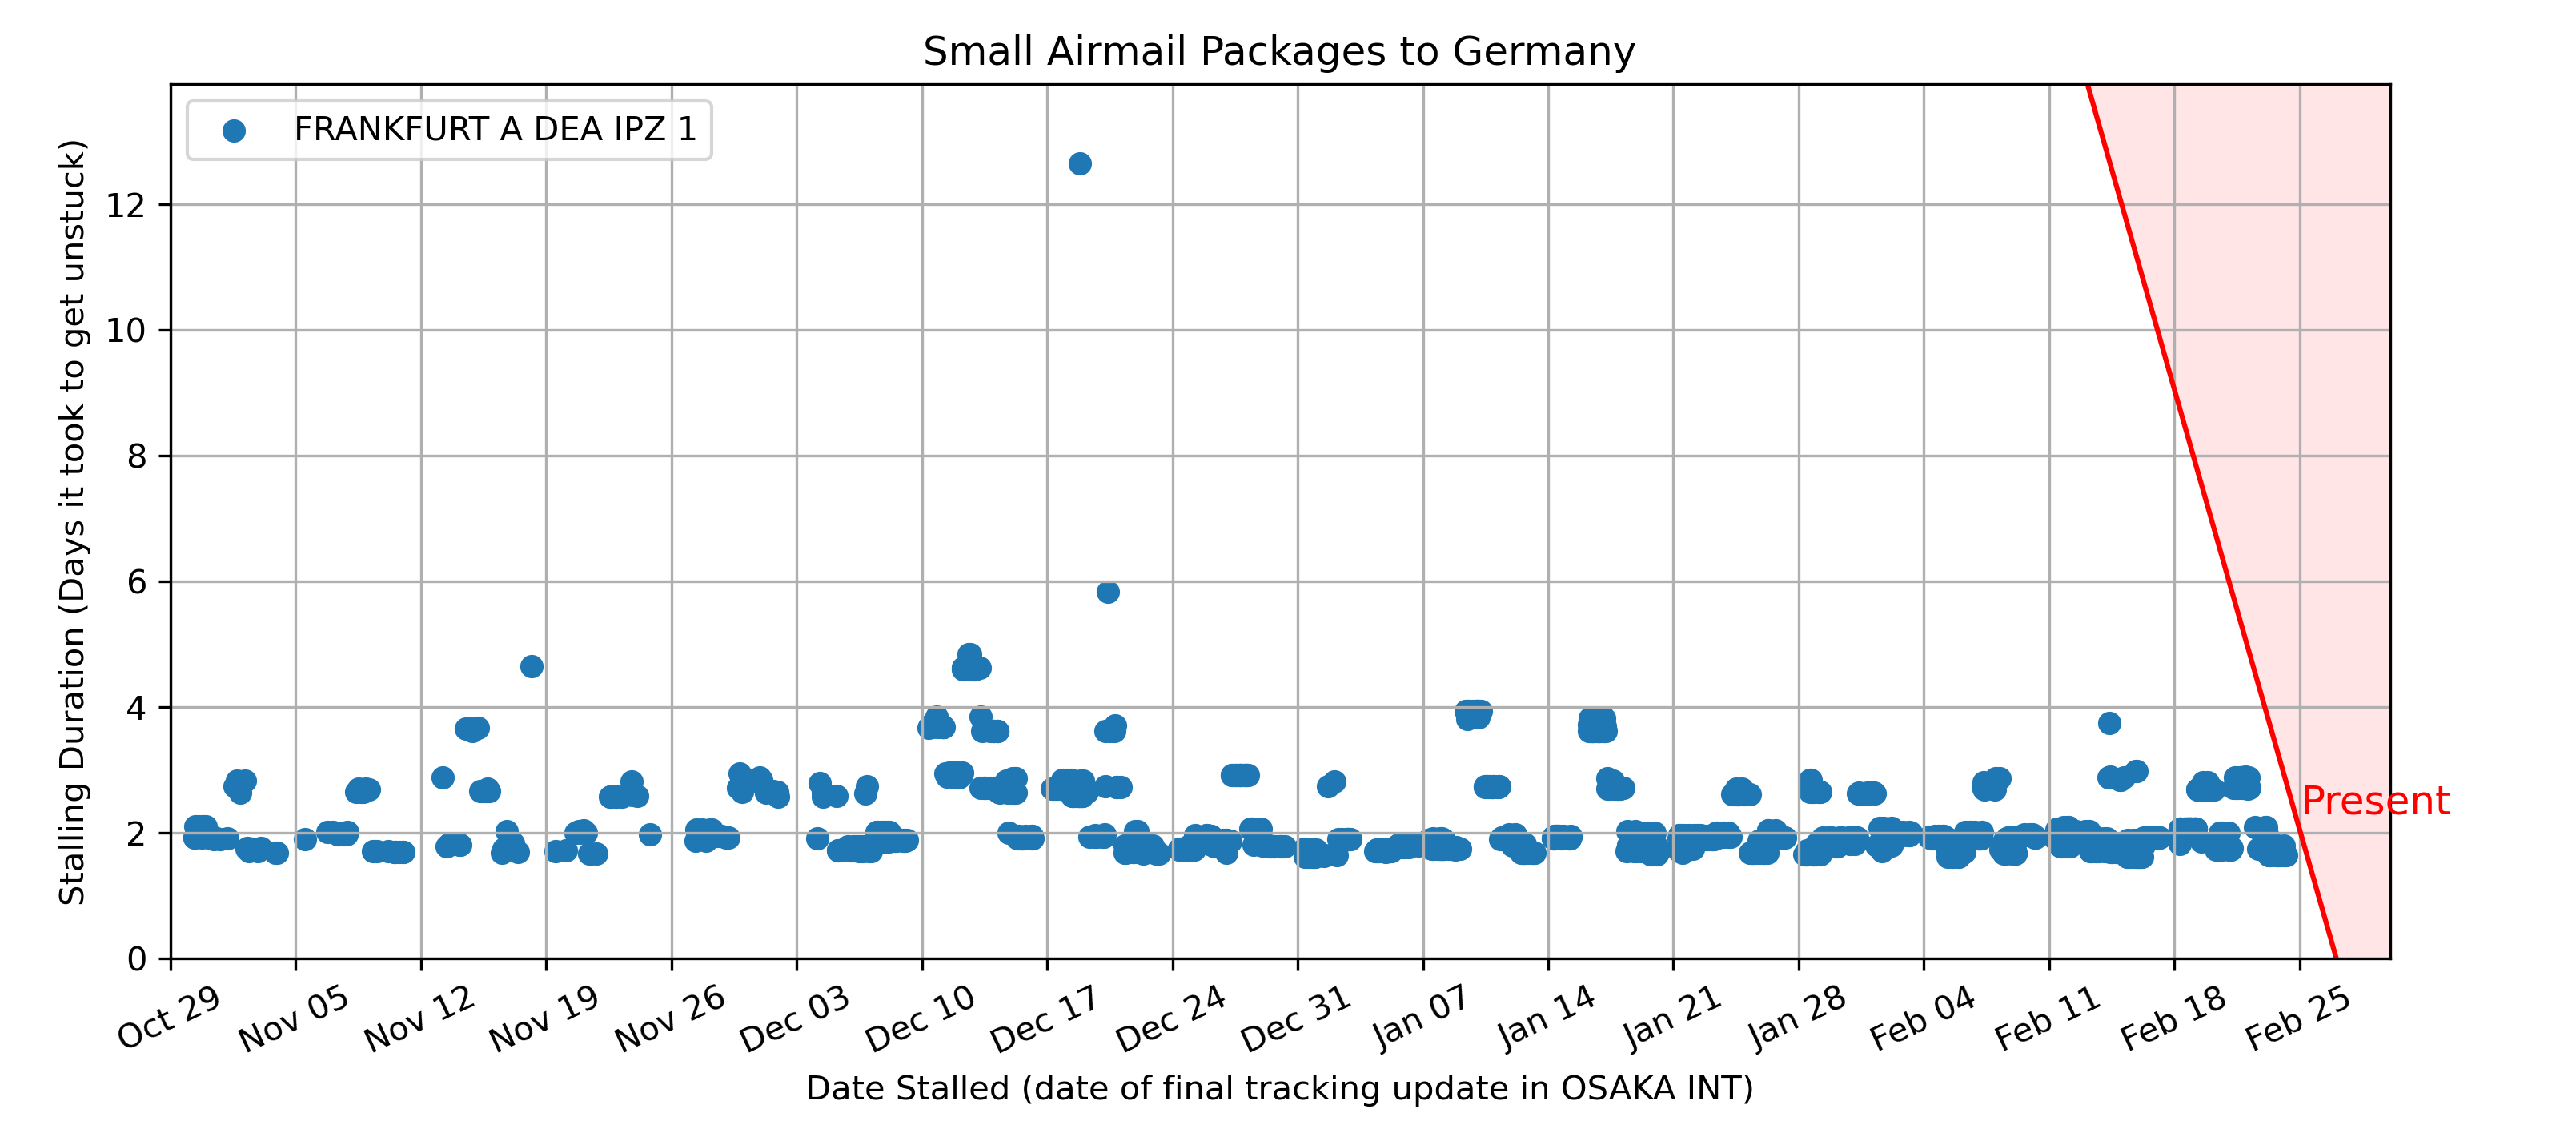 Small Airmail Packages to Germany
FRANKFURT A DEA IPZ 1
Stalling Duration (Days it took to get unstuck)
12
10
8
6
4
2
0
Present
Oct 29
Nov 05
Nov 12
Nov 19
Nov 26
Dec 03
Dec 10
Dec 17
Dec 24
Dec 31
Jan 07
Jan 14
Jan 21
Jan 28
Feb 04
Feb 11
Feb 18
Feb 25
Date Stalled (date of final tracking update in OSAKA INT)